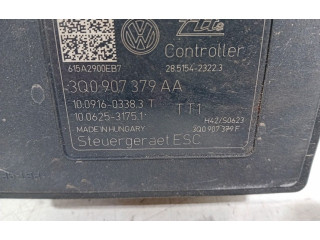 Controller
615A2900EB7
28.5154-2322.3
3Q0 907 379 AA
10.0916-0338.3 T
TT1
10.0625-3175.1
MADE IN HUNGARY
H42/S0623
3Q0 907 379 F
Steuergeraet ESC